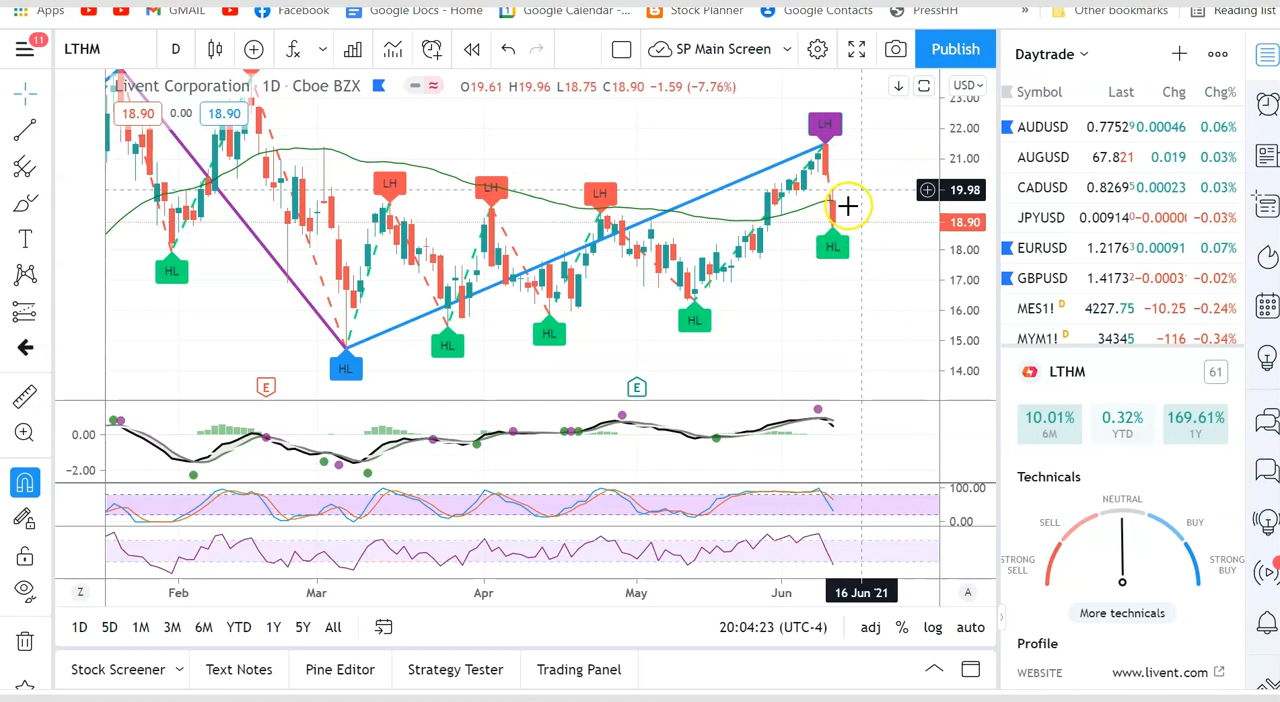 Apps GMAIL Facebook Google Docs - Home Google Calendar -... Stock Planner Google Contacts PressHH » Other bookmarks Reading list
11 LTHM D SP Main Screen Publish
Daytrade
Livent Corporation · 1D · Cboe BZX O19.61 H19.96 L18.75 C18.90 −1.59 (−7.76%) USD
18.90 0.00 18.90
Symbol Last Chg Chg%
AUDUSD 0.77529 0.00046 0.06%
AUGUSD 67.821 0.019 0.03%
CADUSD 0.82695 0.00023 0.03%
JPYUSD 0.00914 −0.03%
EURUSD 1.21763 0.00091 0.07%
GBPUSD 1.41732 −0.02%
MES1! D 4227.75 −10.25 −0.24%
MYM1! D 34345 −116 −0.34%
23.00
22.00
21.00
19.98
18.90
18.00
17.00
16.00
15.00
14.00
LH
LH LH LH
HL HL
HL HL HL
HL
E E
0.00
−2.00
100.00
0.00
Z Feb Mar Apr May Jun 16 Jun '21 A
1D 5D 1M 3M 6M YTD 1Y 5Y All 20:04:23 (UTC-4) adj % log auto
Stock Screener Text Notes Pine Editor Strategy Tester Trading Panel
LTHM 61
10.01% 0.32% 169.61%
6M YTD 1Y
Technicals
NEUTRAL
SELL BUY
STRONG SELL STRONG BUY
More technicals
Profile
WEBSITE www.livent.com